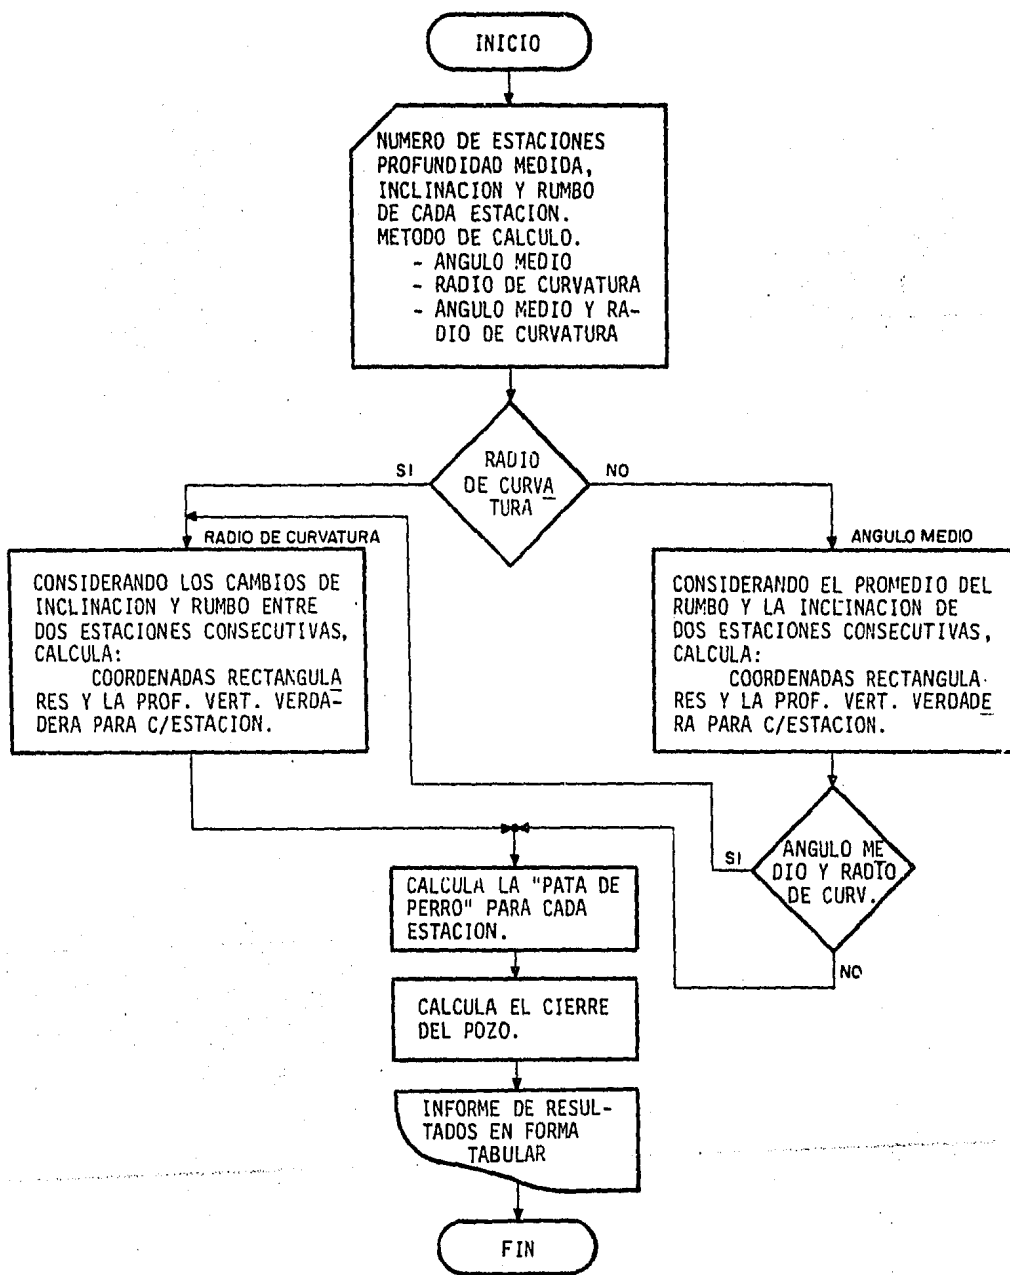 INICIO
NUMERO DE ESTACIONES
PROFUNDIDAD MEDIDA,
INCLINACION Y RUMBO
DE CADA ESTACION.
METODO DE CALCULO.
- ANGULO MEDIO
- RADIO DE CURVATURA
- ANGULO MEDIO Y RA-
DIO DE CURVATURA
RADIO
DE CURVA
TURA
SI
NO
RADIO DE CURVATURA
CONSIDERANDO LOS CAMBIOS DE
INCLINACION Y RUMBO ENTRE
DOS ESTACIONES CONSECUTIVAS,
CALCULA:
COORDENADAS RECTANGULA
RES Y LA PROF. VERT. VERDA-
DERA PARA C/ESTACION.
ANGULO MEDIO
CONSIDERANDO EL PROMEDIO DEL
RUMBO Y LA INCLINACION DE
DOS ESTACIONES CONSECUTIVAS,
CALCULA:
COORDENADAS RECTANGULA-
RES Y LA PROF. VERT. VERDADE
RA PARA C/ESTACION.
ANGULO ME
DIO Y RADIO
DE CURV.
SI
NO
CALCULA LA "PATA DE
PERRO" PARA CADA
ESTACION.
CALCULA EL CIERRE
DEL POZO.
INFORME DE RESUL-
TADOS EN FORMA
TABULAR
FIN